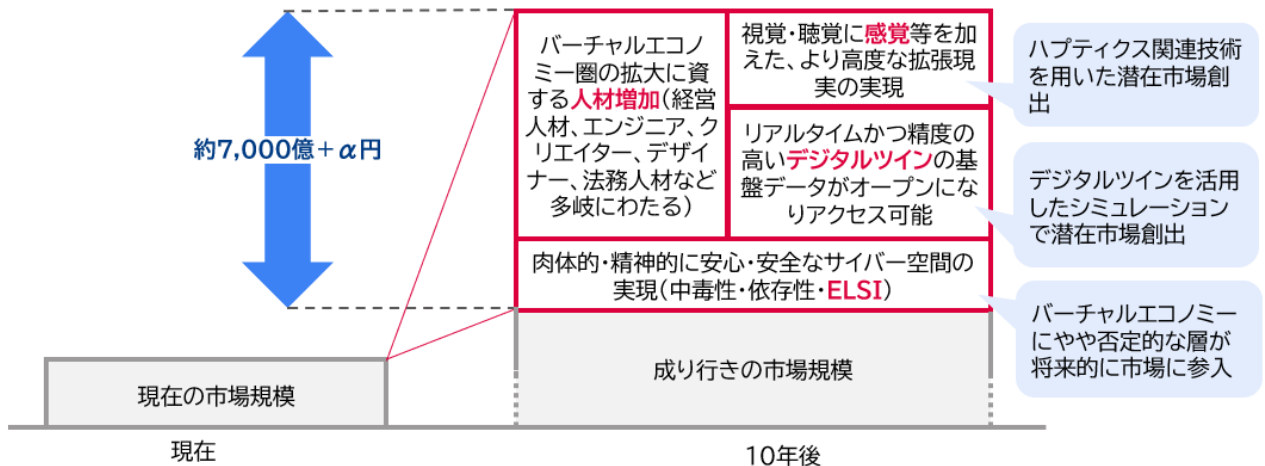 約7,000億+α円
バーチャルエコノ
ミー圏の拡大に資
する人材増加(経営
人材、エンジニア、ク
リエイター、デザイ
ナー、法務人材など
多岐にわたる)
視覚・聴覚に感覚等を加
えた、より高度な拡張現
実の実現
リアルタイムかつ精度の
高いデジタルツインの基
盤データがオープンにな
りアクセス可能
肉体的・精神的に安心・安全なサイバー空間の
実現(中毒性・依存性・ELSI)
ハプティクス関連技術
を用いた潜在市場創
出
デジタルツインを活用
したシミュレーション
で潜在市場創出
バーチャルエコノミー
にやや否定的な層が
将来的に市場に参入
現在の市場規模
成り行きの市場規模
現在
10年後